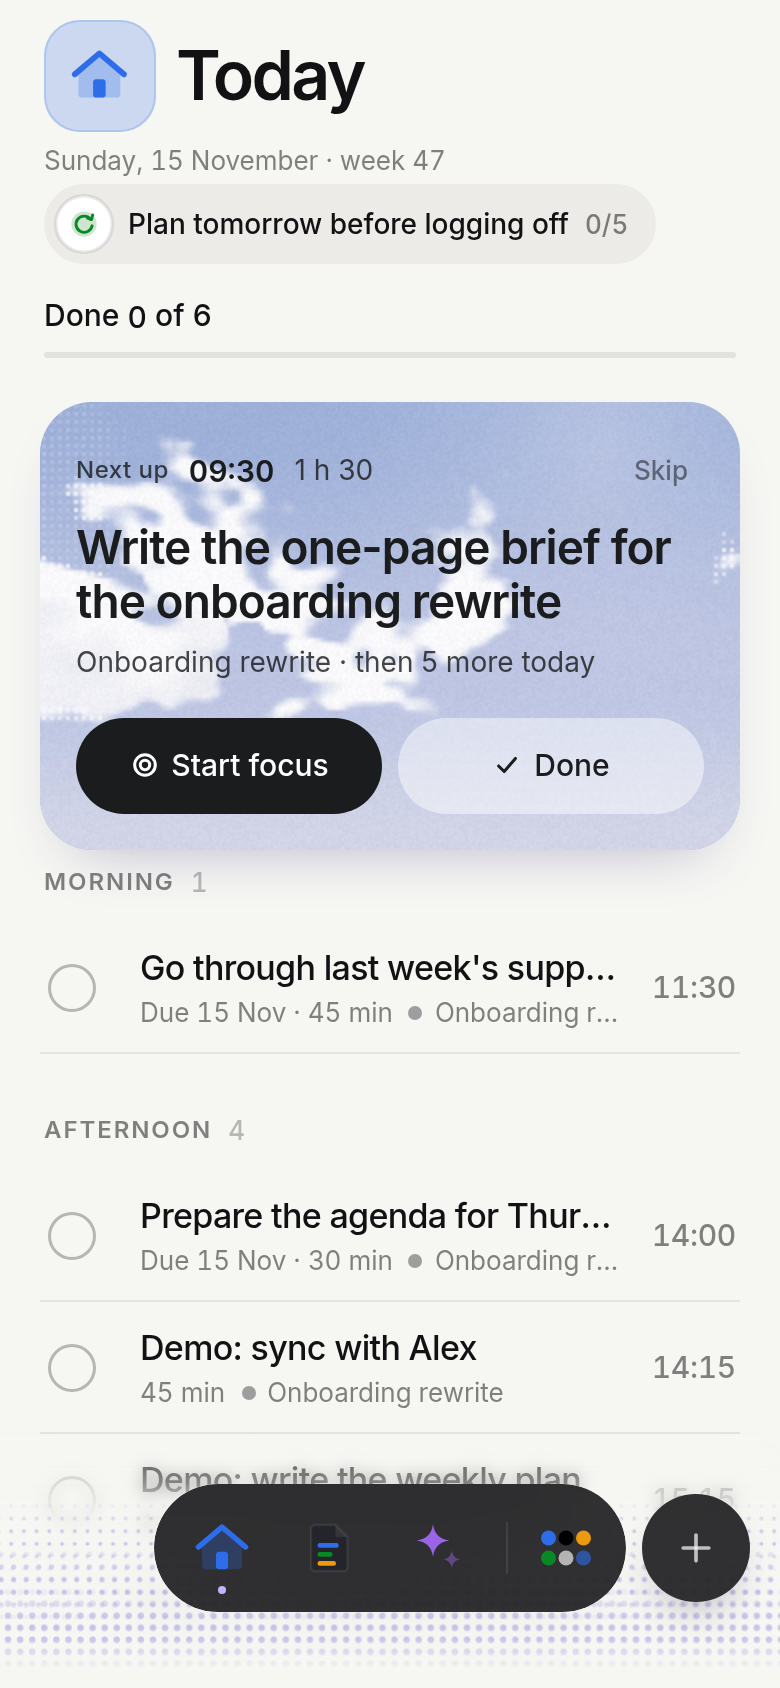 Today
Sunday, 15 November · week 47
Plan tomorrow before logging off 0/5
Done 0 of 6
Next up 09:30 1 h 30 Skip
Write the one-page brief for
the onboarding rewrite
Onboarding rewrite · then 5 more today
Start focus Done
MORNING 1
Go through last week's supp... 11:30
Due 15 Nov · 45 min Onboarding r...
AFTERNOON 4
Prepare the agenda for Thur... 14:00
Due 15 Nov · 30 min Onboarding r...
Demo: sync with Alex 14:15
45 min Onboarding rewrite
Demo: write the weekly plan 15:15